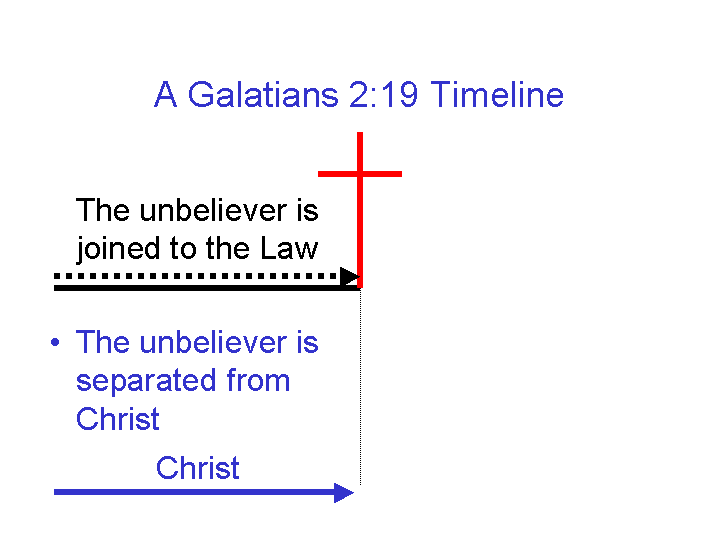 A Galatians 2:19 Timeline
The unbeliever is
joined to the Law
• The unbeliever is
separated from
Christ
Christ